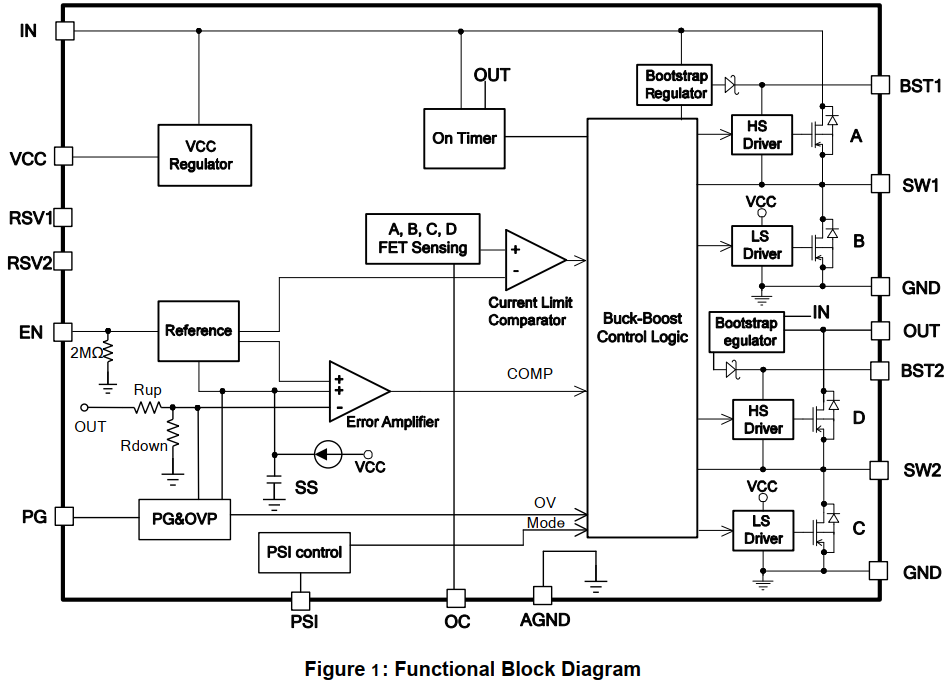 IN
OUT
Bootstrap
Regulator
BST1
VCC
Regulator
On Timer
HS
Driver
A
VCC
RSV1
SW1
A, B, C, D
FET Sensing
VCC
+
-
LS
Driver
B
RSV2
Current Limit
Comparator
GND
EN
Reference
Buck-Boost
Control Logic
IN
OUT
Bootstrap
egulator
2MΩ
BST2
COMP
+
+
-
Error Amplifier
Rup
OUT
Rdown
HS
Driver
D
VCC
SS
SW2
VCC
PG
PG&OVP
OV
Mode
LS
Driver
C
PSI control
GND
PSI
OC
AGND
Figure 1: Functional Block Diagram